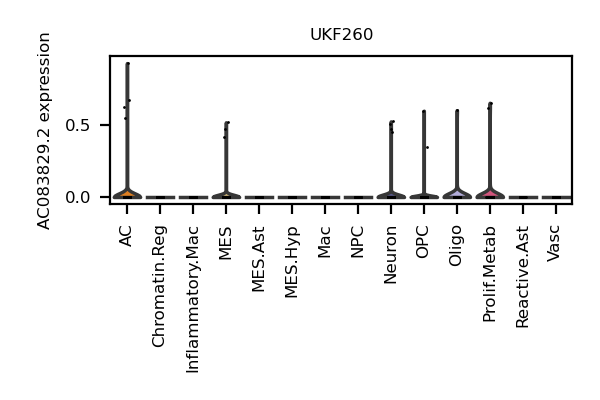 UKF260
AC083829.2 expression
0.5
0.0
AC
Chromatin.Reg
Inflammatory.Mac
MES
MES.Ast
MES.Hyp
Mac
NPC
Neuron
OPC
Oligo
Prolif.Metab
Reactive.Ast
Vasc